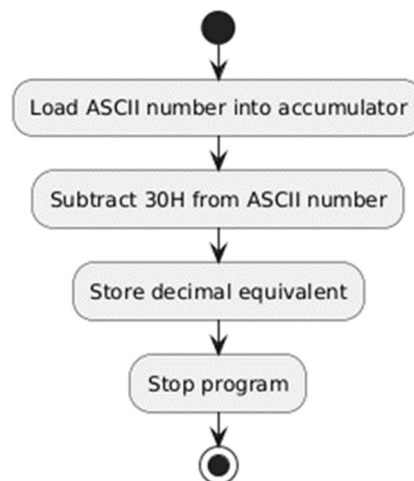 Load ASCII number into accumulator
Subtract 30H from ASCII number
Store decimal equivalent
Stop program